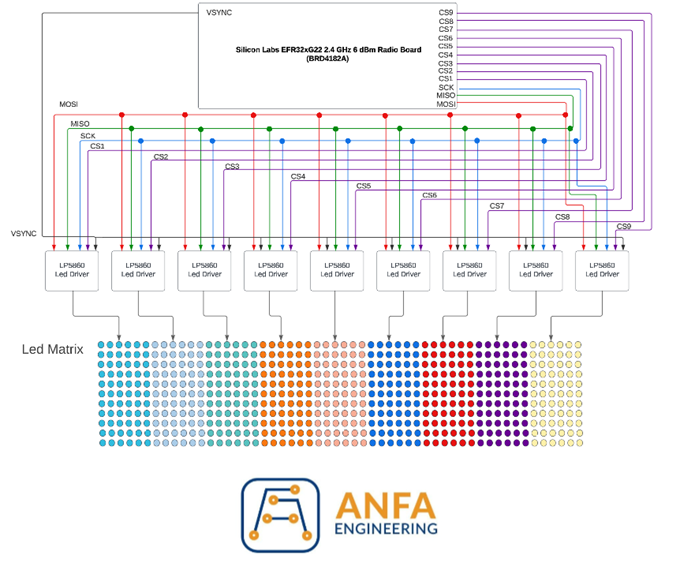 VSYNC
CS9
CS8
CS7
CS6
CS5
CS4
CS3
CS2
CS1
SCK
MISO
MOSI
Silicon Labs EFR32xG22 2.4 GHz 6 dBm Radio Board
(BRD4182A)
MOSI
MISO
SCK
CS1
CS2
CS3
CS4
CS5
CS6
CS7
CS8
CS9
VSYNC
LP5860
Led Driver
LP5860
Led Driver
LP5860
Led Driver
LP5860
Led Driver
LP5860
Led Driver
LP5860
Led Driver
LP5860
Led Driver
LP5860
Led Driver
LP5860
Led Driver
Led Matrix
ANFA
ENGINEERING